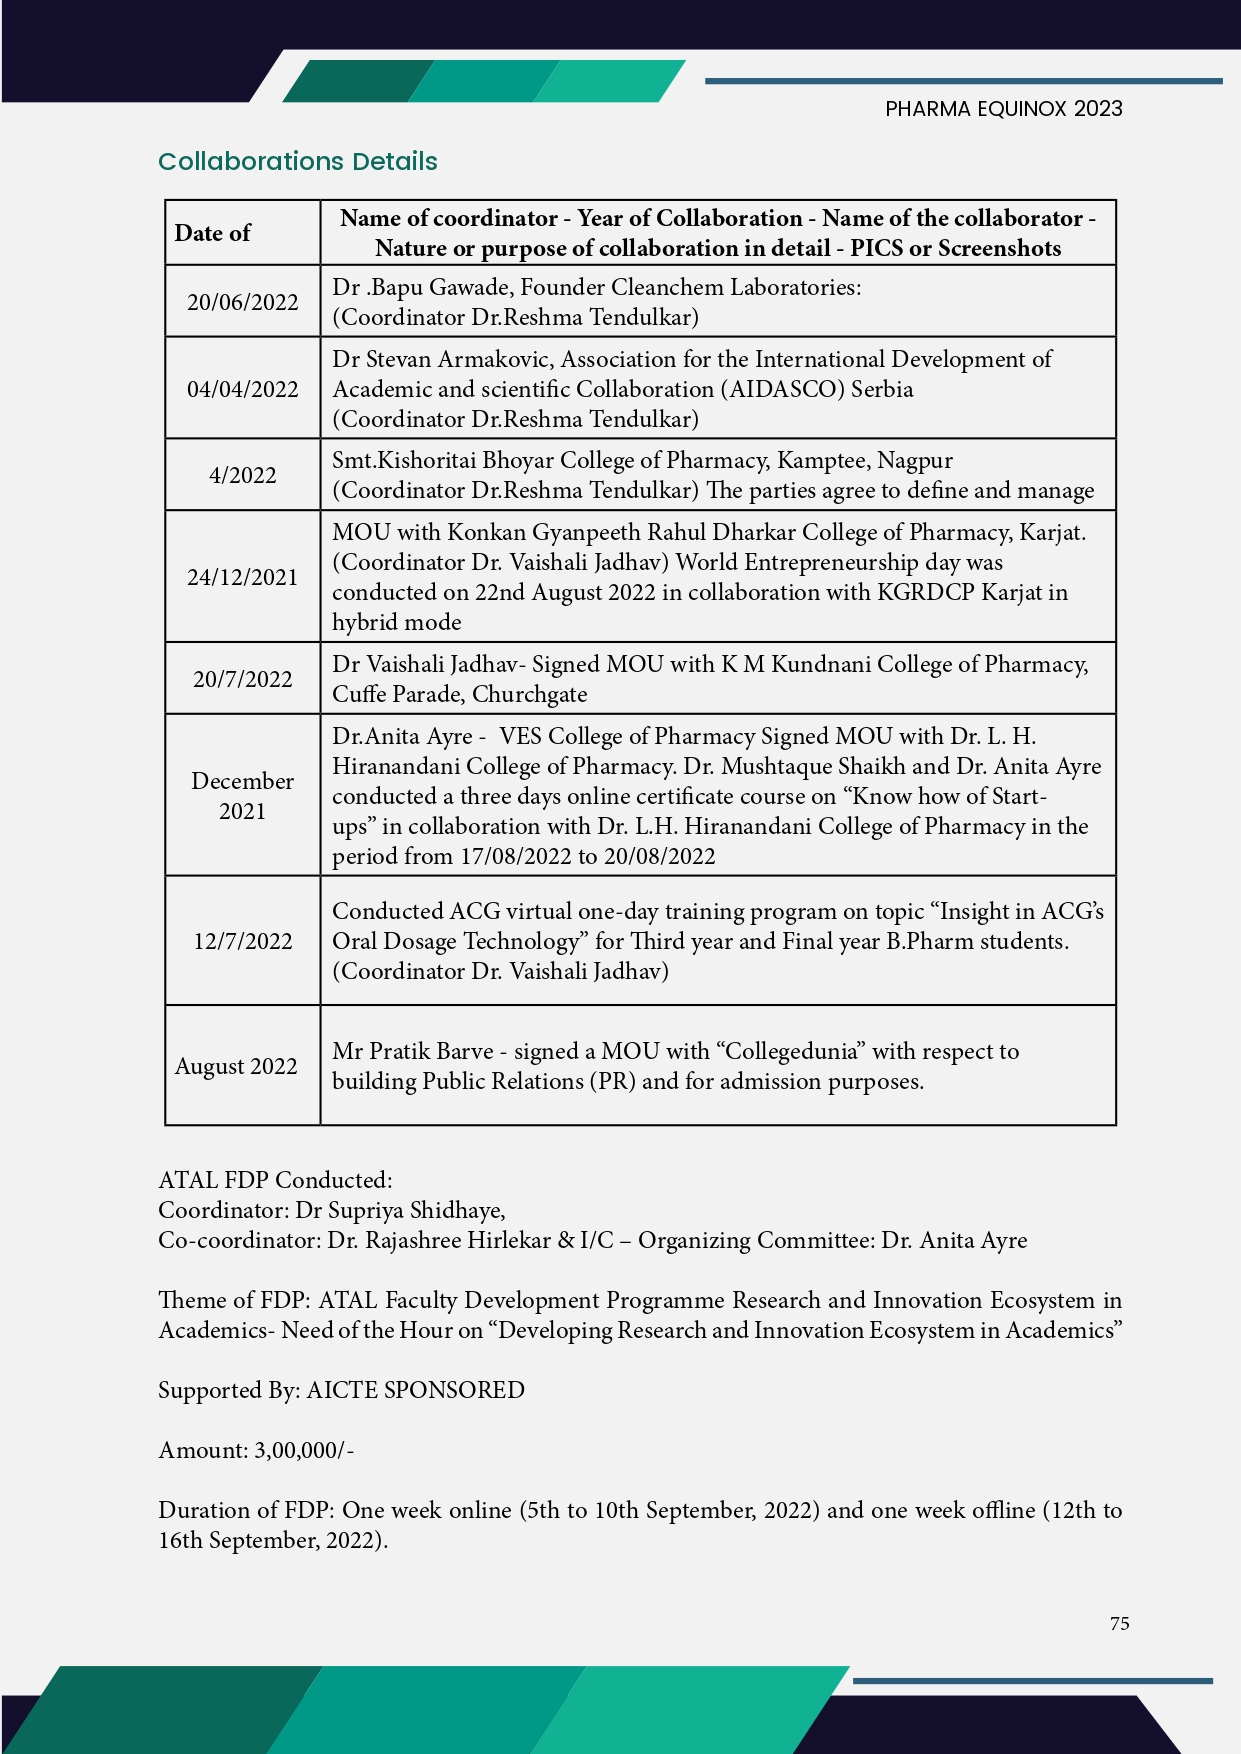 PHARMA EQUINOX 2023
Collaborations Details
Date of
Name of coordinator - Year of Collaboration - Name of the collaborator -
Nature or purpose of collaboration in detail - PICS or Screenshots
20/06/2022
Dr .Bapu Gawade, Founder Cleanchem Laboratories:
(Coordinator Dr.Reshma Tendulkar)
04/04/2022
Dr Stevan Armakovic, Association for the International Development of
Academic and scientific Collaboration (AIDASCO) Serbia
(Coordinator Dr.Reshma Tendulkar)
4/2022
Smt.Kishoritai Bhoyar College of Pharmacy, Kamptee, Nagpur
(Coordinator Dr.Reshma Tendulkar) The parties agree to define and manage
24/12/2021
MOU with Konkan Gyanpeeth Rahul Dharkar College of Pharmacy, Karjat.
(Coordinator Dr. Vaishali Jadhav) World Entrepreneurship day was
conducted on 22nd August 2022 in collaboration with KGRDCP Karjat in
hybrid mode
20/7/2022
Dr Vaishali Jadhav- Signed MOU with K M Kundnani College of Pharmacy,
Cuffe Parade, Churchgate
December
2021
Dr.Anita Ayre -  VES College of Pharmacy Signed MOU with Dr. L. H.
Hiranandani College of Pharmacy. Dr. Mushtaque Shaikh and Dr. Anita Ayre
conducted a three days online certificate course on “Know how of Start-
ups” in collaboration with Dr. L.H. Hiranandani College of Pharmacy in the
period from 17/08/2022 to 20/08/2022
12/7/2022
Conducted ACG virtual one-day training program on topic “Insight in ACG’s
Oral Dosage Technology” for Third year and Final year B.Pharm students.
(Coordinator Dr. Vaishali Jadhav)
August 2022
Mr Pratik Barve - signed a MOU with “Collegedunia” with respect to
building Public Relations (PR) and for admission purposes.
ATAL FDP Conducted:
Coordinator: Dr Supriya Shidhaye,
Co-coordinator: Dr. Rajashree Hirlekar & I/C – Organizing Committee: Dr. Anita Ayre
Theme of FDP: ATAL Faculty Development Programme Research and Innovation Ecosystem in
Academics- Need of the Hour on “Developing Research and Innovation Ecosystem in Academics”
Supported By: AICTE SPONSORED
Amount: 3,00,000/-
Duration of FDP: One week online (5th to 10th September, 2022) and one week offline (12th to
16th September, 2022).
75